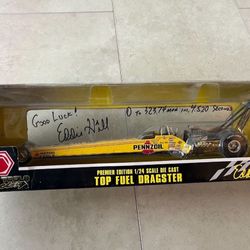 Good Luck!
Eddie Hill
0 to 323.79 MPH in 4.520 Seconds
PENNZOIL
PREMIER EDITION 1/24 SCALE DIE CAST
TOP FUEL DRAGSTER